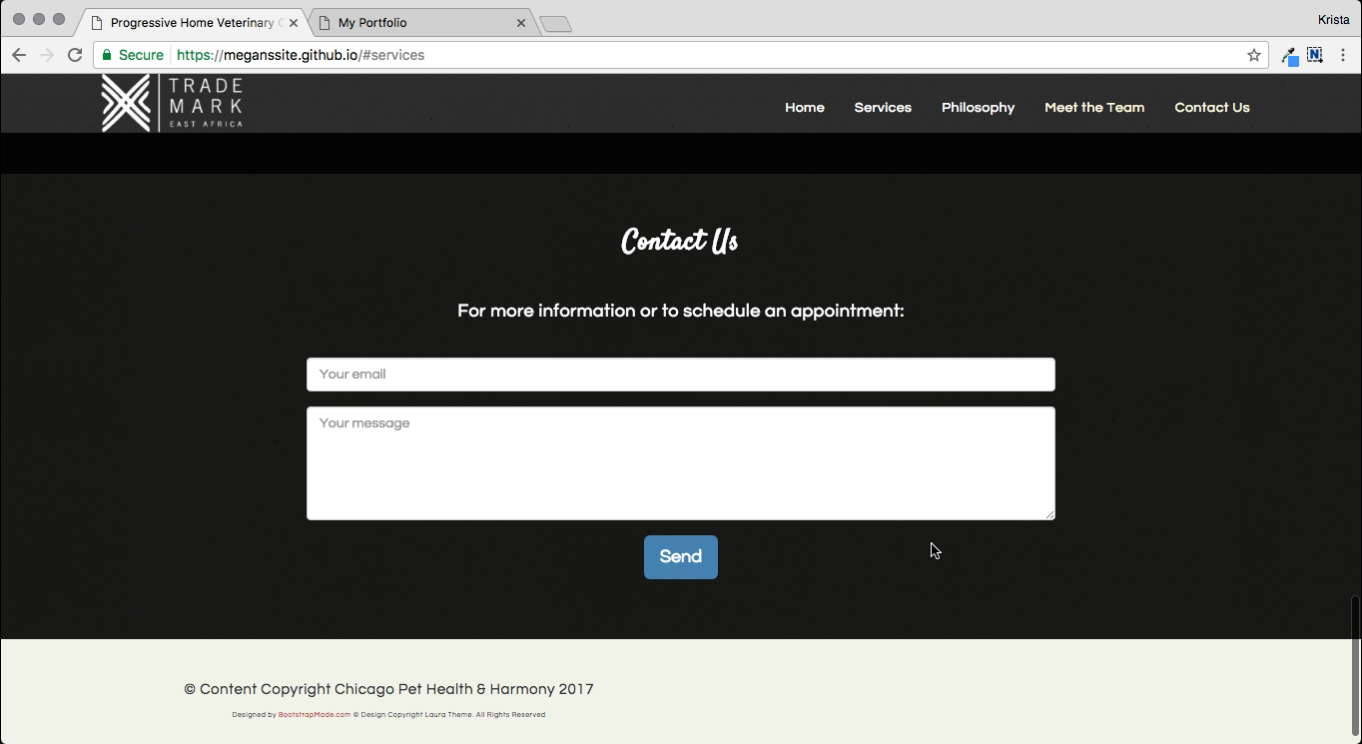 Progressive Home Veterinary
My Portfolio
Krista
Secure
https://meganssite.github.io/#services
N
TRADE
MARK
EAST AFRICA
Home
Services
Philosophy
Meet the Team
Contact Us
Contact Us
For more information or to schedule an appointment:
Your email
Your message
Send
© Content Copyright Chicago Pet Health & Harmony 2017
Designed by BootstrapMade.com © Design Copyright Laura Theme. All Rights Reserved